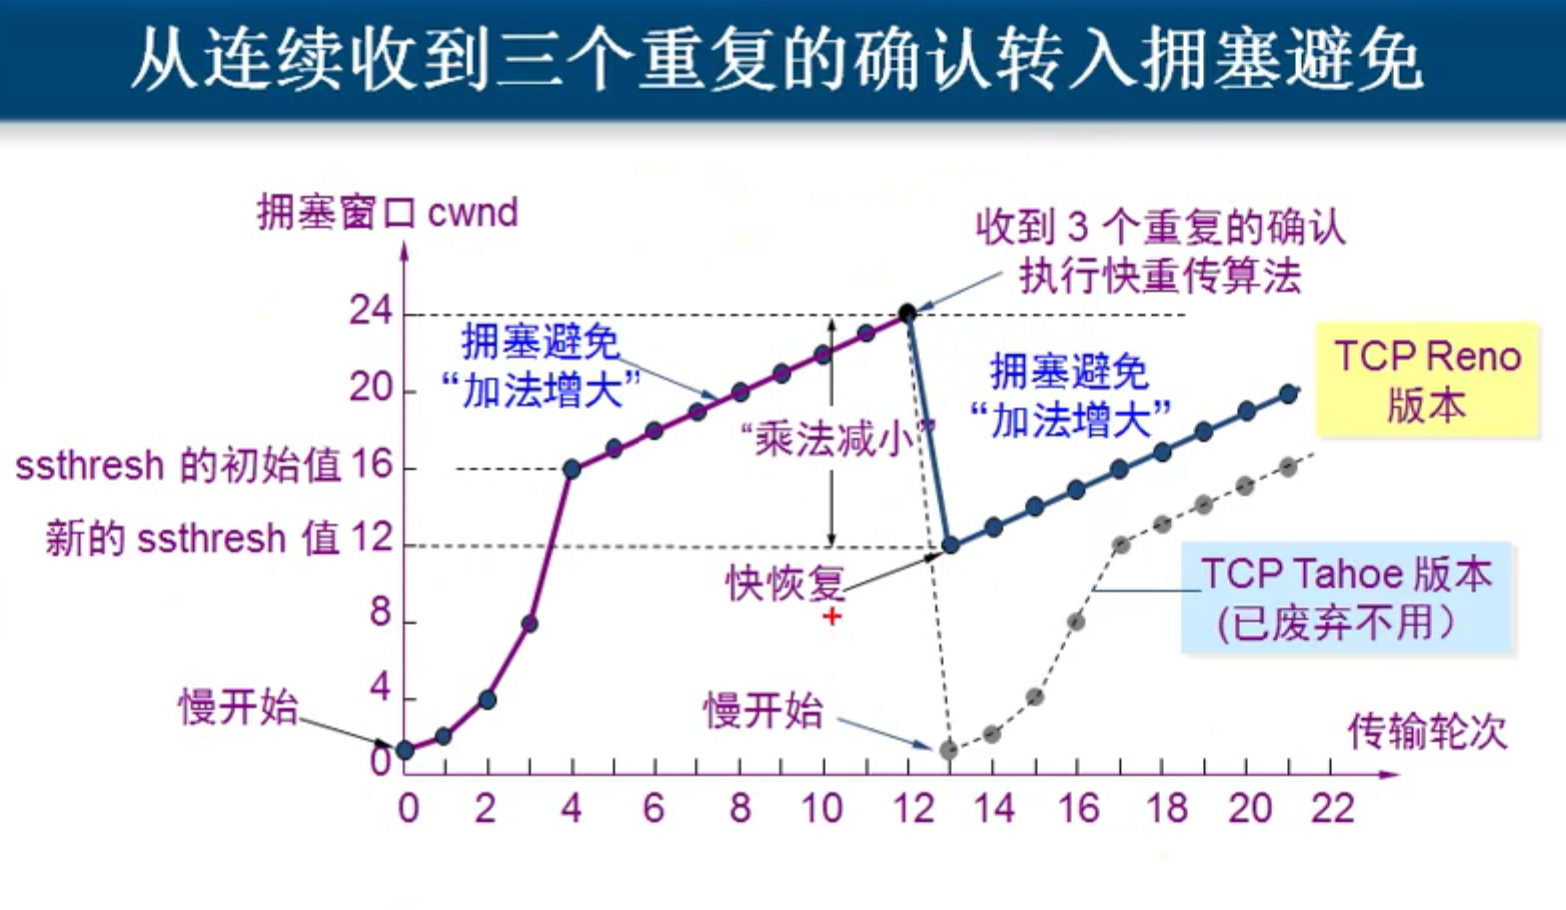 从连续收到三个重复的确认转入拥塞避免
拥塞窗口 cwnd
收到 3 个重复的确认
执行快重传算法
24
拥塞避免
“加法增大”
拥塞避免
“加法增大”
TCP Reno
版本
20
“乘法减小”
ssthresh 的初始值 16
新的 ssthresh 值 12
快恢复
TCP Tahoe 版本
(已废弃不用）
8
4
慢开始
慢开始
传输轮次
0
0 2 4 6 8 10 12 14 16 18 20 22